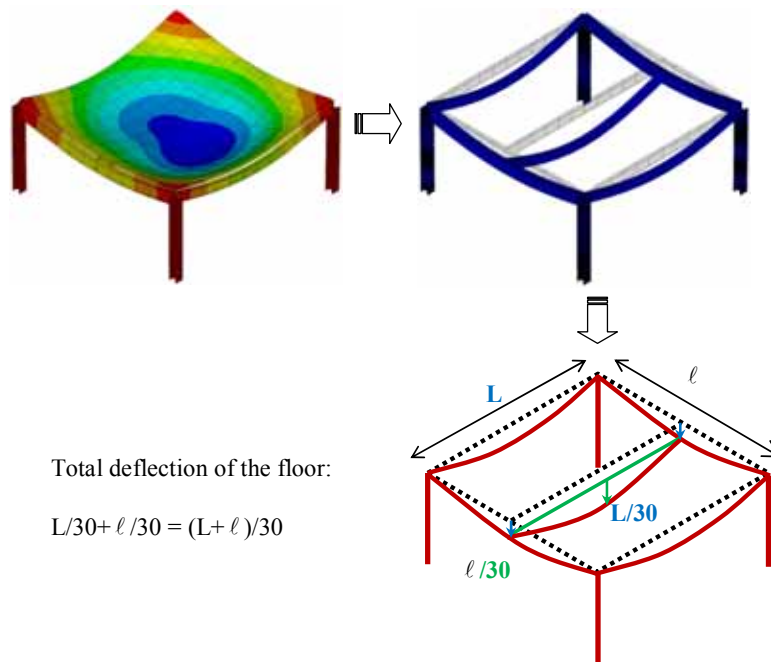 L
ℓ
Total deflection of the floor:
L/30+ ℓ /30 = (L+ ℓ )/30
L/30
ℓ /30